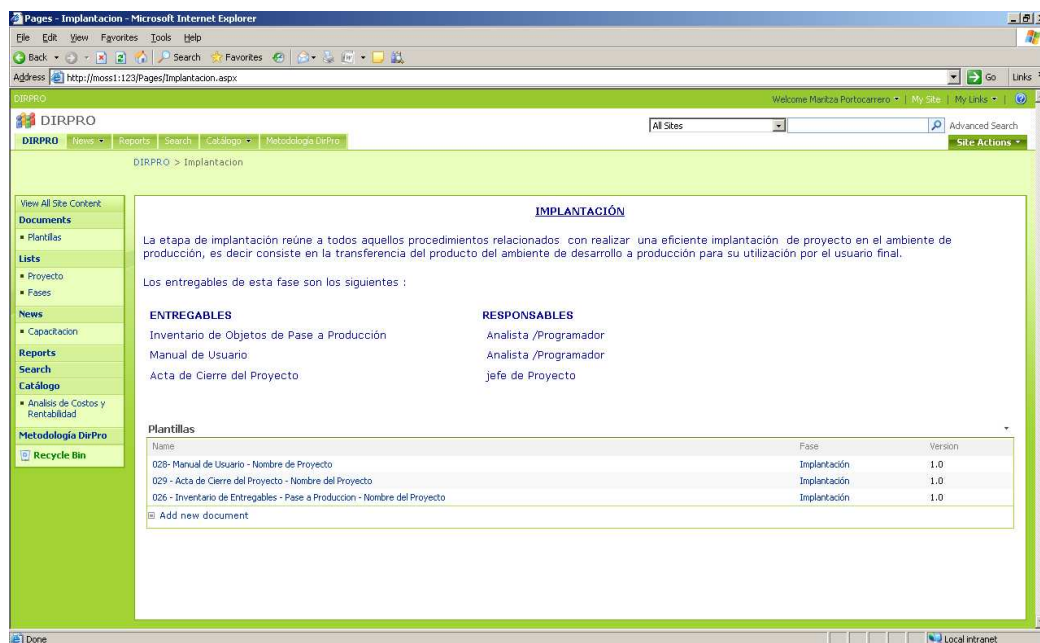 Pages - Implantacion - Microsoft Internet Explorer
File Edit View Favorites Tools Help
Back Search Favorites
Address http://moss1:123/Pages/Implantacion.aspx Go Links
DIRPRO Welcome Maritza Portocarrero | My Site | My Links
DIRPRO All Sites Advanced Search
DIRPRO News Reports Search Catálogo Metodología DirPro Site Actions
DIRPRO > Implantacion
View All Site Content
Documents
Plantillas
Lists
Proyecto
Fases
News
Capacitacion
Reports
Search
Catálogo
Analisis de Costos y
Rentabilidad
Metodología DirPro
Recycle Bin
IMPLANTACIÓN
La etapa de implantación reúne a todos aquellos procedimientos relacionados con realizar una eficiente implantación de proyecto en el ambiente de
producción, es decir consiste en la transferencia del producto del ambiente de desarrollo a producción para su utilización por el usuario final.
Los entregables de esta fase son los siguientes :
ENTREGABLES RESPONSABLES
Inventario de Objetos de Pase a Producción Analista /Programador
Manual de Usuario Analista /Programador
Acta de Cierre del Proyecto jefe de Proyecto
Plantillas
Name Fase Version
028- Manual de Usuario - Nombre de Proyecto Implantación 1.0
029 - Acta de Cierre del Proyecto - Nombre del Proyecto Implantación 1.0
026 - Inventario de Entregables - Pase a Produccion - Nombre del Proyecto Implantación 1.0
Add new document
Done Local intranet